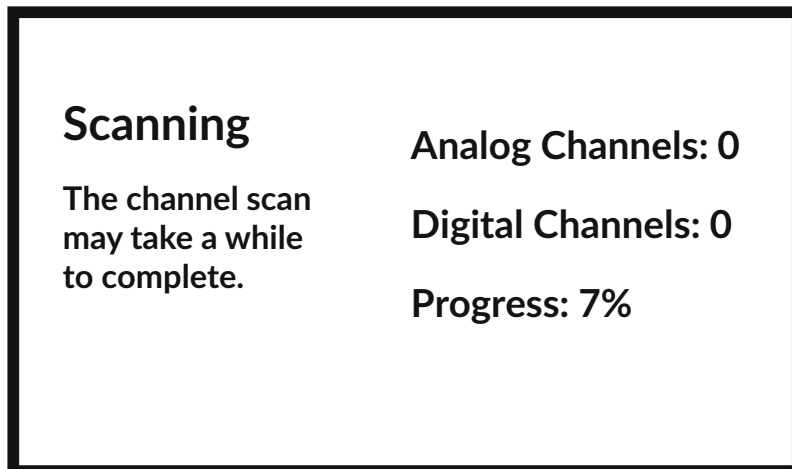 Scanning
The channel scan
may take a while
to complete.
Analog Channels: 0
Digital Channels: 0
Progress: 7%